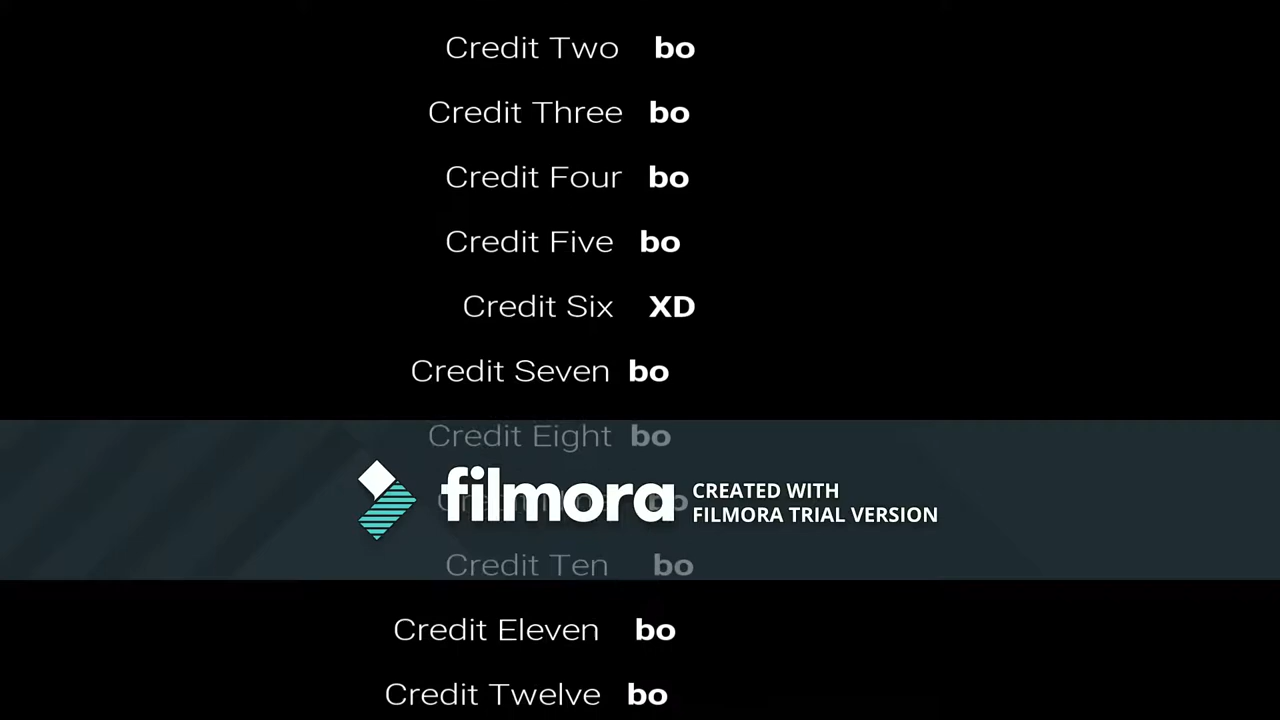 Credit Two bo
Credit Three bo
Credit Four bo
Credit Five bo
Credit Six XD
Credit Seven bo
Credit Eight bo
filmora
CREATED WITH
FILMORA TRIAL VERSION
Credit Ten bo
Credit Eleven bo
Credit Twelve bo